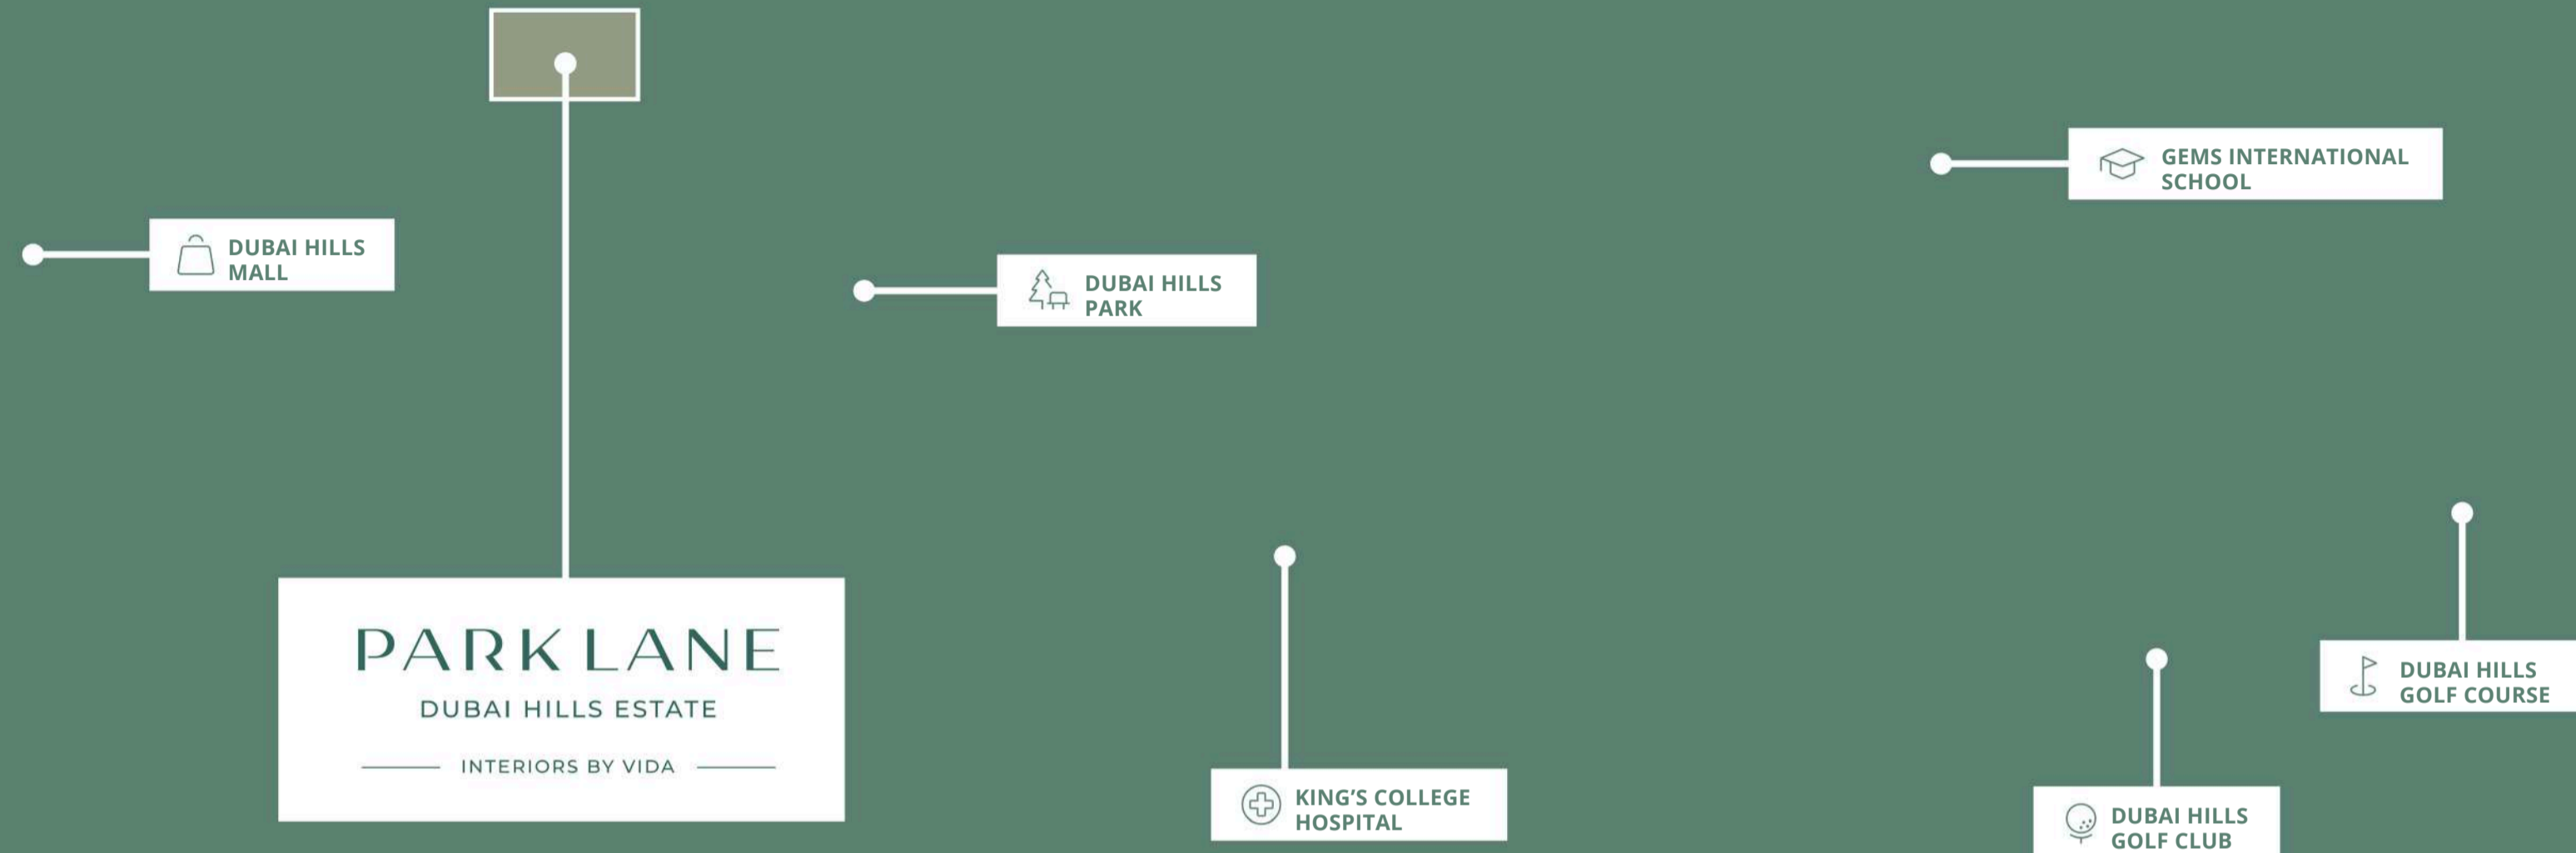 GEMS INTERNATIONAL
SCHOOL
DUBAI HILLS
MALL
DUBAI HILLS
PARK
PARK LANE
DUBAI HILLS ESTATE
INTERIORS BY VIDA
DUBAI HILLS
GOLF COURSE
KING’S COLLEGE
HOSPITAL
DUBAI HILLS
GOLF CLUB